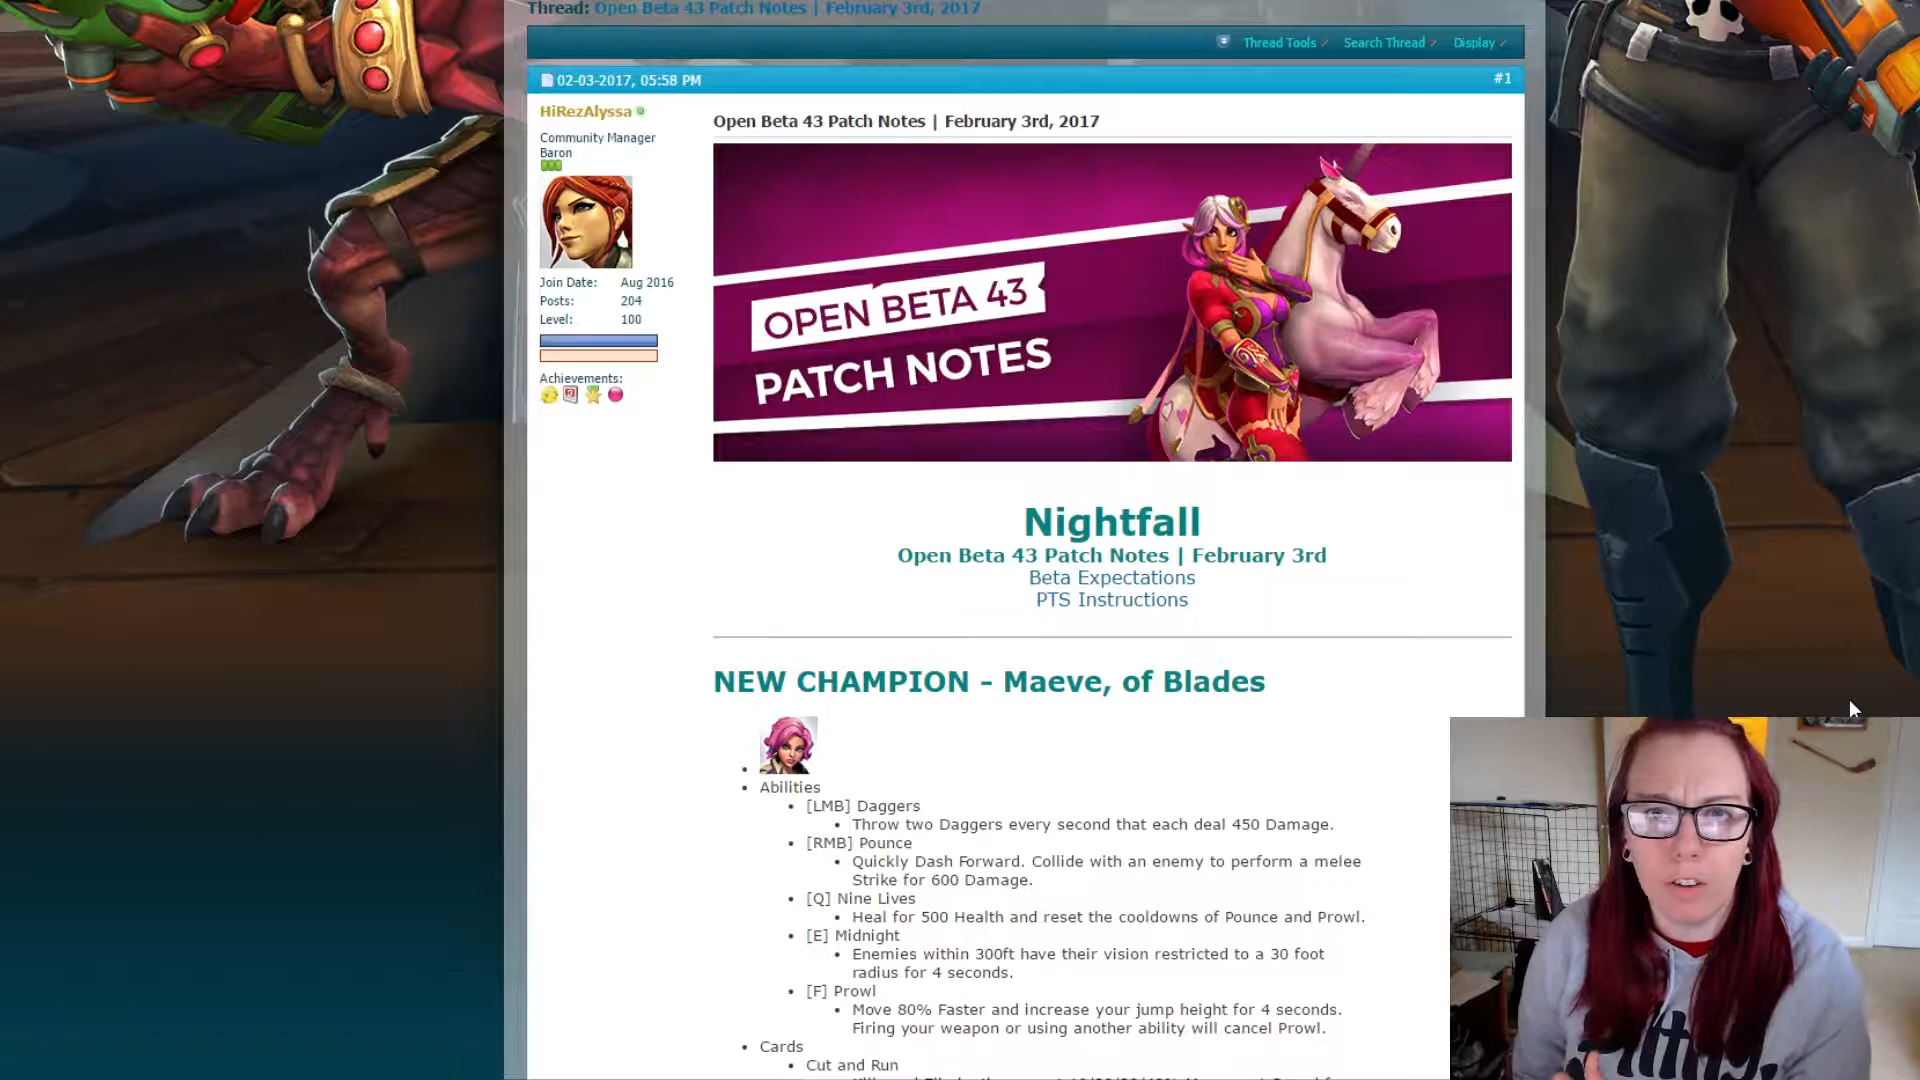 Thread: Open Beta 43 Patch Notes | February 3rd, 2017
Thread Tools Search Thread Display
02-03-2017, 05:58 PM #1
HiRezAlyssa
Community Manager
Baron
Join Date: Aug 2016
Posts: 204
Level: 100
Achievements:
Open Beta 43 Patch Notes | February 3rd, 2017
OPEN BETA 43
PATCH NOTES
Nightfall
Open Beta 43 Patch Notes | February 3rd
Beta Expectations
PTS Instructions
NEW CHAMPION - Maeve, of Blades
Abilities
[LMB] Daggers
Throw two Daggers every second that each deal 450 Damage.
[RMB] Pounce
Quickly Dash Forward. Collide with an enemy to perform a melee
Strike for 600 Damage.
[Q] Nine Lives
Heal for 500 Health and reset the cooldowns of Pounce and Prowl.
[E] Midnight
Enemies within 300ft have their vision restricted to a 30 foot
radius for 4 seconds.
[F] Prowl
Move 80% Faster and increase your jump height for 4 seconds.
Firing your weapon or using another ability will cancel Prowl.
Cards
Cut and Run